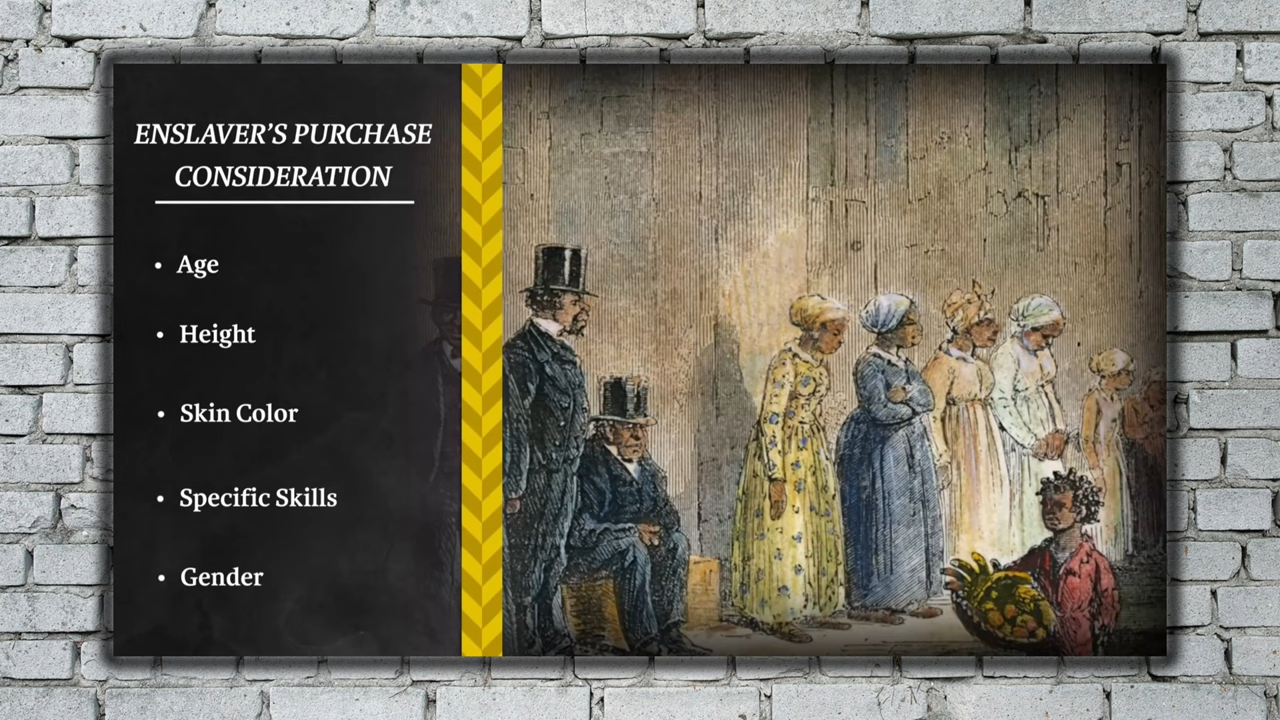 ENSLAVER’S PURCHASE
CONSIDERATION
• Age
• Height
• Skin Color
• Specific Skills
• Gender